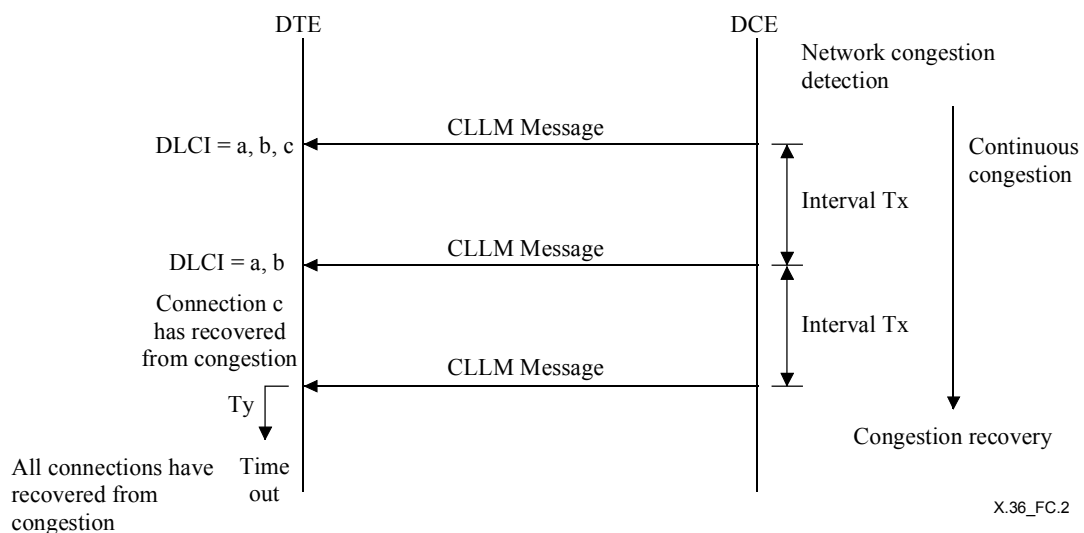 DTE
DCE
Network congestion
detection
CLLM Message
DLCI = a, b, c
Continuous
congestion
Interval Tx
CLLM Message
DLCI = a, b
Connection c
has recovered
from congestion
Interval Tx
CLLM Message
Ty
Congestion recovery
All connections have
recovered from
congestion
Time
out
X.36_FC.2